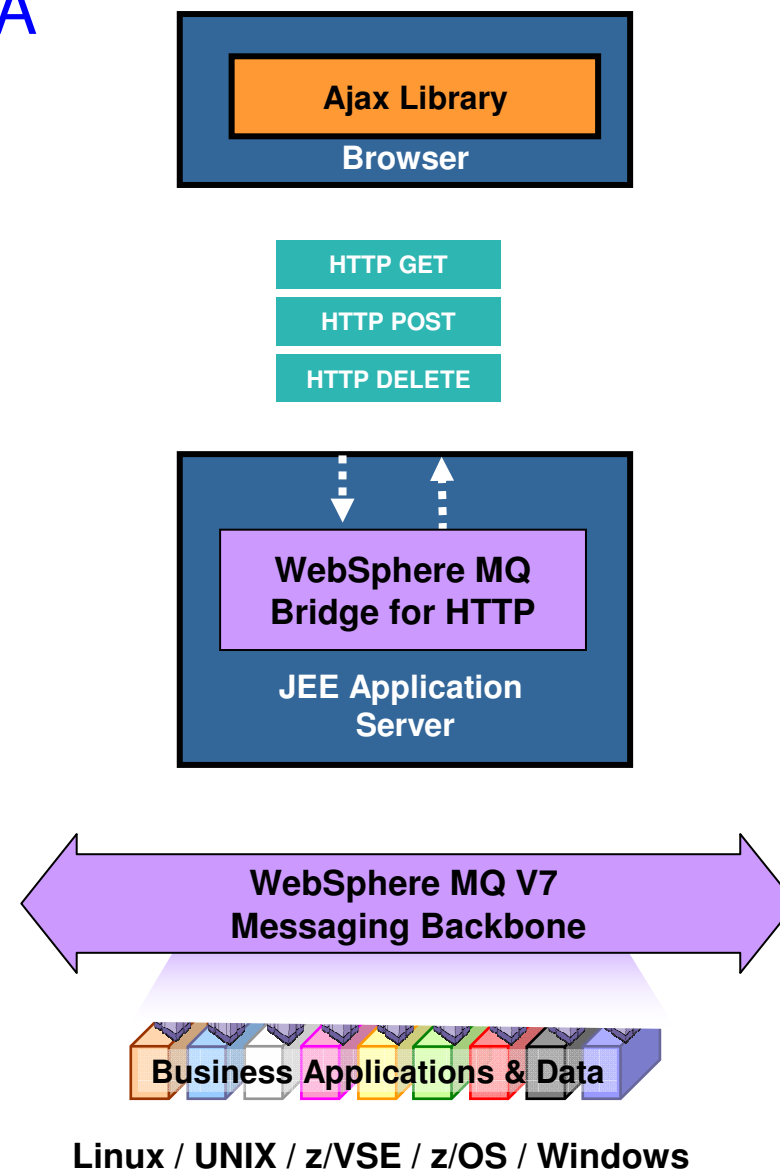 A
Ajax Library
Browser
HTTP GET
HTTP POST
HTTP DELETE
WebSphere MQ
Bridge for HTTP
JEE Application
Server
WebSphere MQ V7
Messaging Backbone
Business Applications & Data
Linux / UNIX / z/VSE / z/OS / Windows